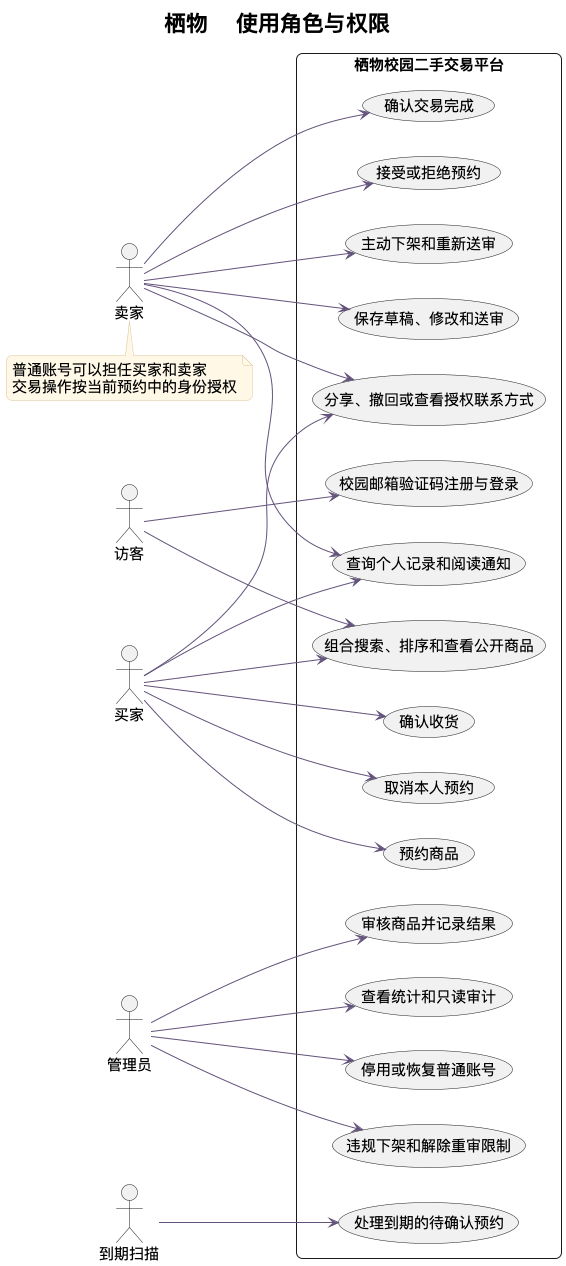 栖物 使用角色与权限
栖物校园二手交易平台
确认交易完成
接受或拒绝预约
主动下架和重新送审
卖家
保存草稿、修改和送审
普通账号可以担任买家和卖家
交易操作按当前预约中的身份授权
分享、撤回或查看授权联系方式
校园邮箱验证码注册与登录
访客
查询个人记录和阅读通知
组合搜索、排序和查看公开商品
买家
确认收货
取消本人预约
预约商品
审核商品并记录结果
查看统计和只读审计
管理员
停用或恢复普通账号
违规下架和解除重审限制
处理到期的待确认预约
到期扫描